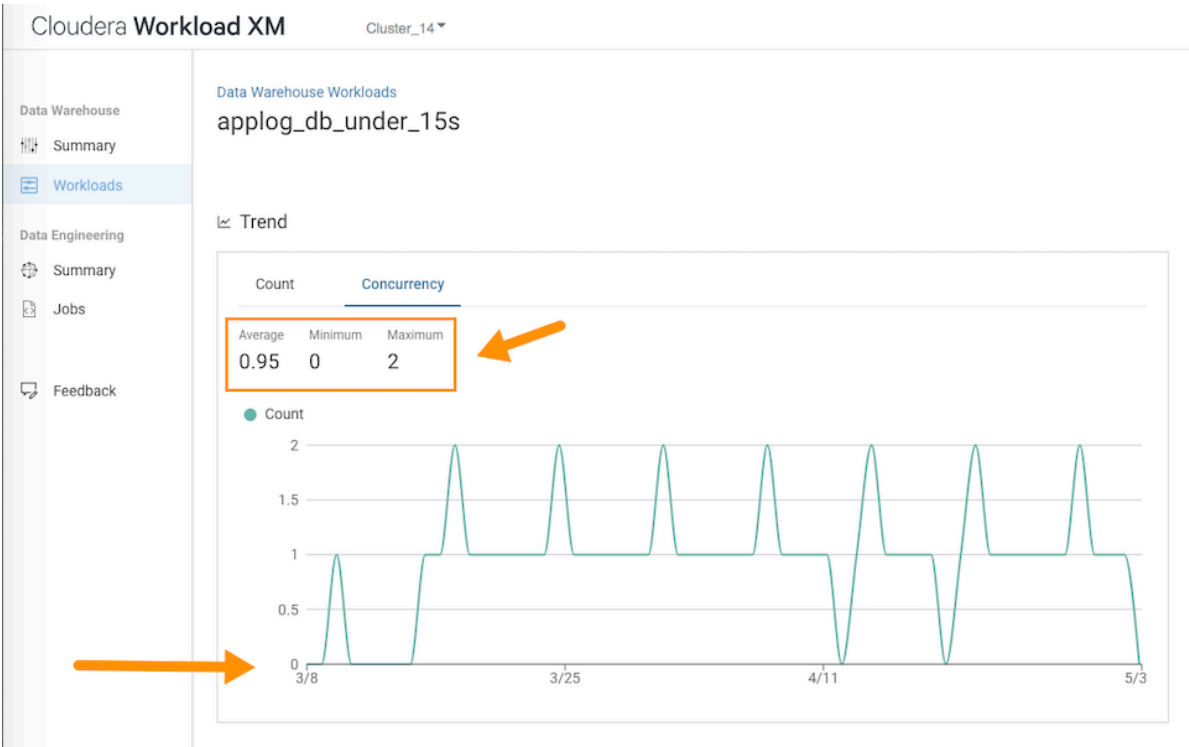 Cloudera Workload XM
Cluster_14
Data Warehouse
Summary
Workloads
Data Engineering
Summary
Jobs
Feedback
Data Warehouse Workloads
applog_db_under_15s
Trend
Count Concurrency
Average Minimum Maximum
0.95 0 2
Count
2
1.5
1
0.5
0
3/8 3/25 4/11 5/3